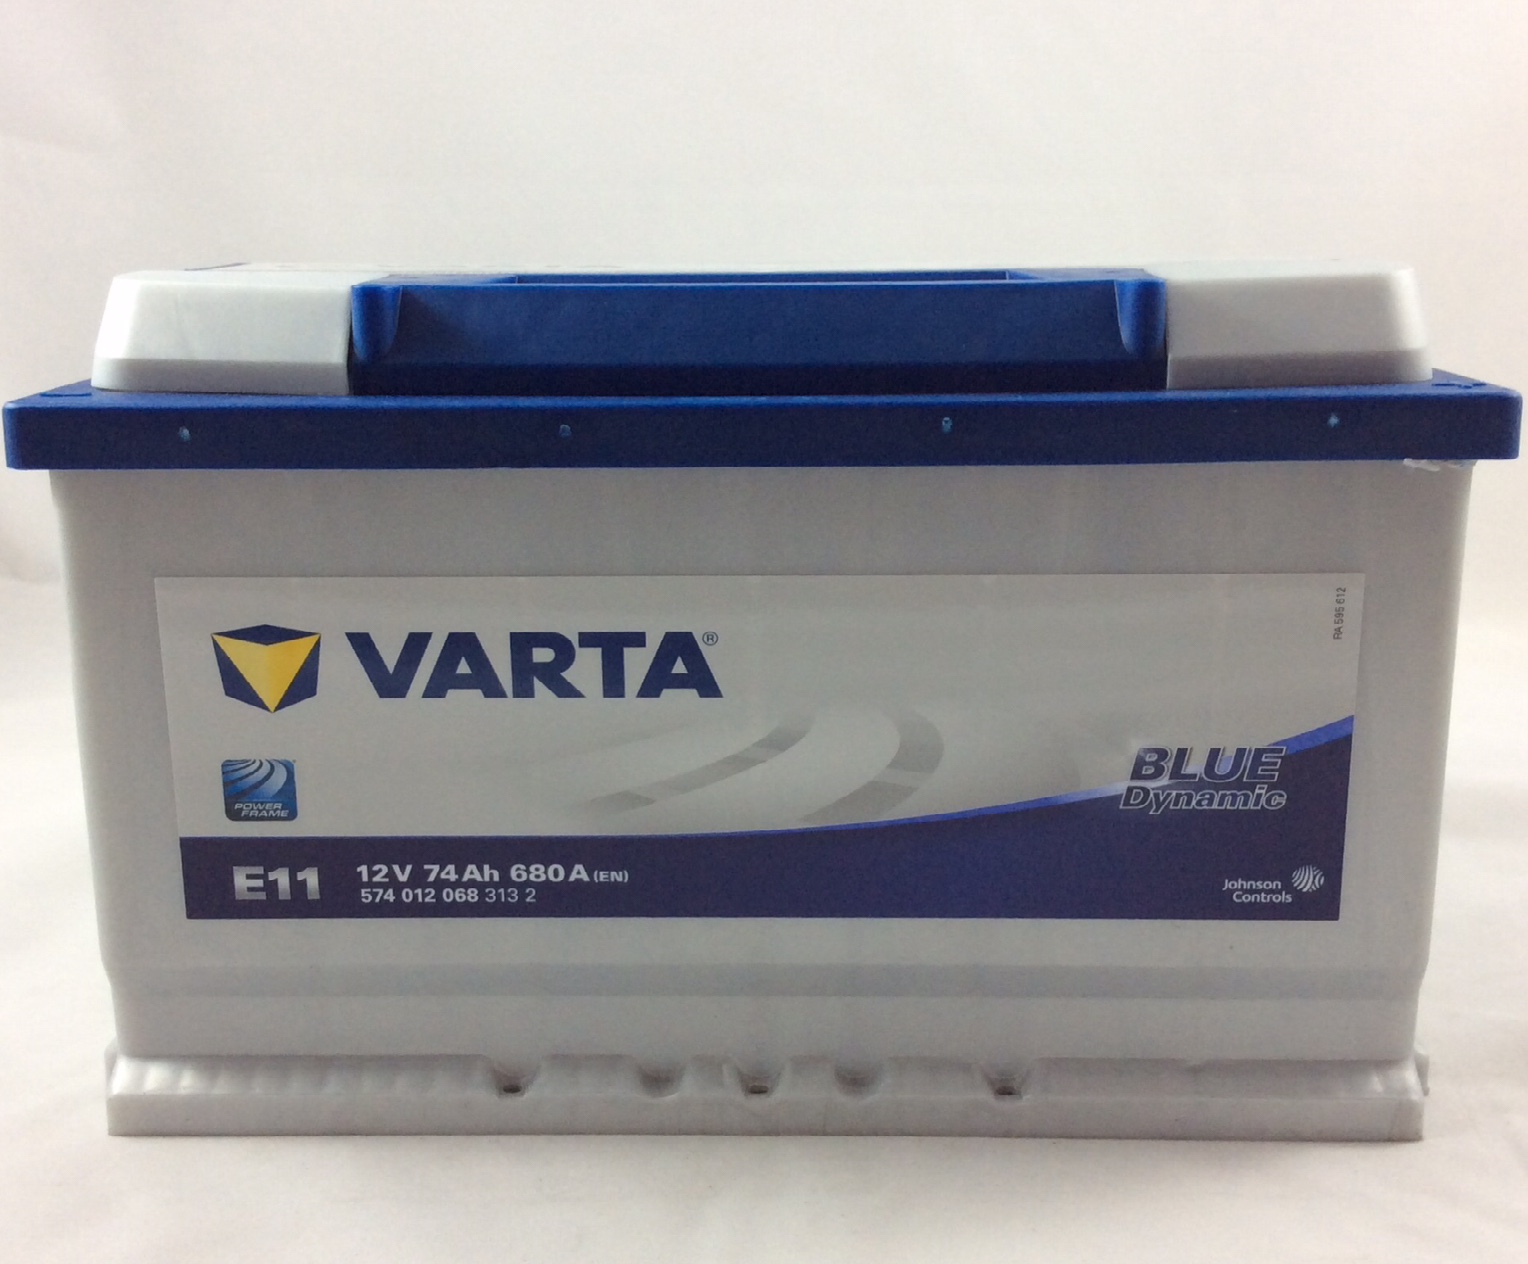 RA 595 612
VARTA®
BLUE
Dynamic
POWER
FRAME
E11
12V 74Ah 680A (EN)
574 012 068 313 2
Johnson
Controls